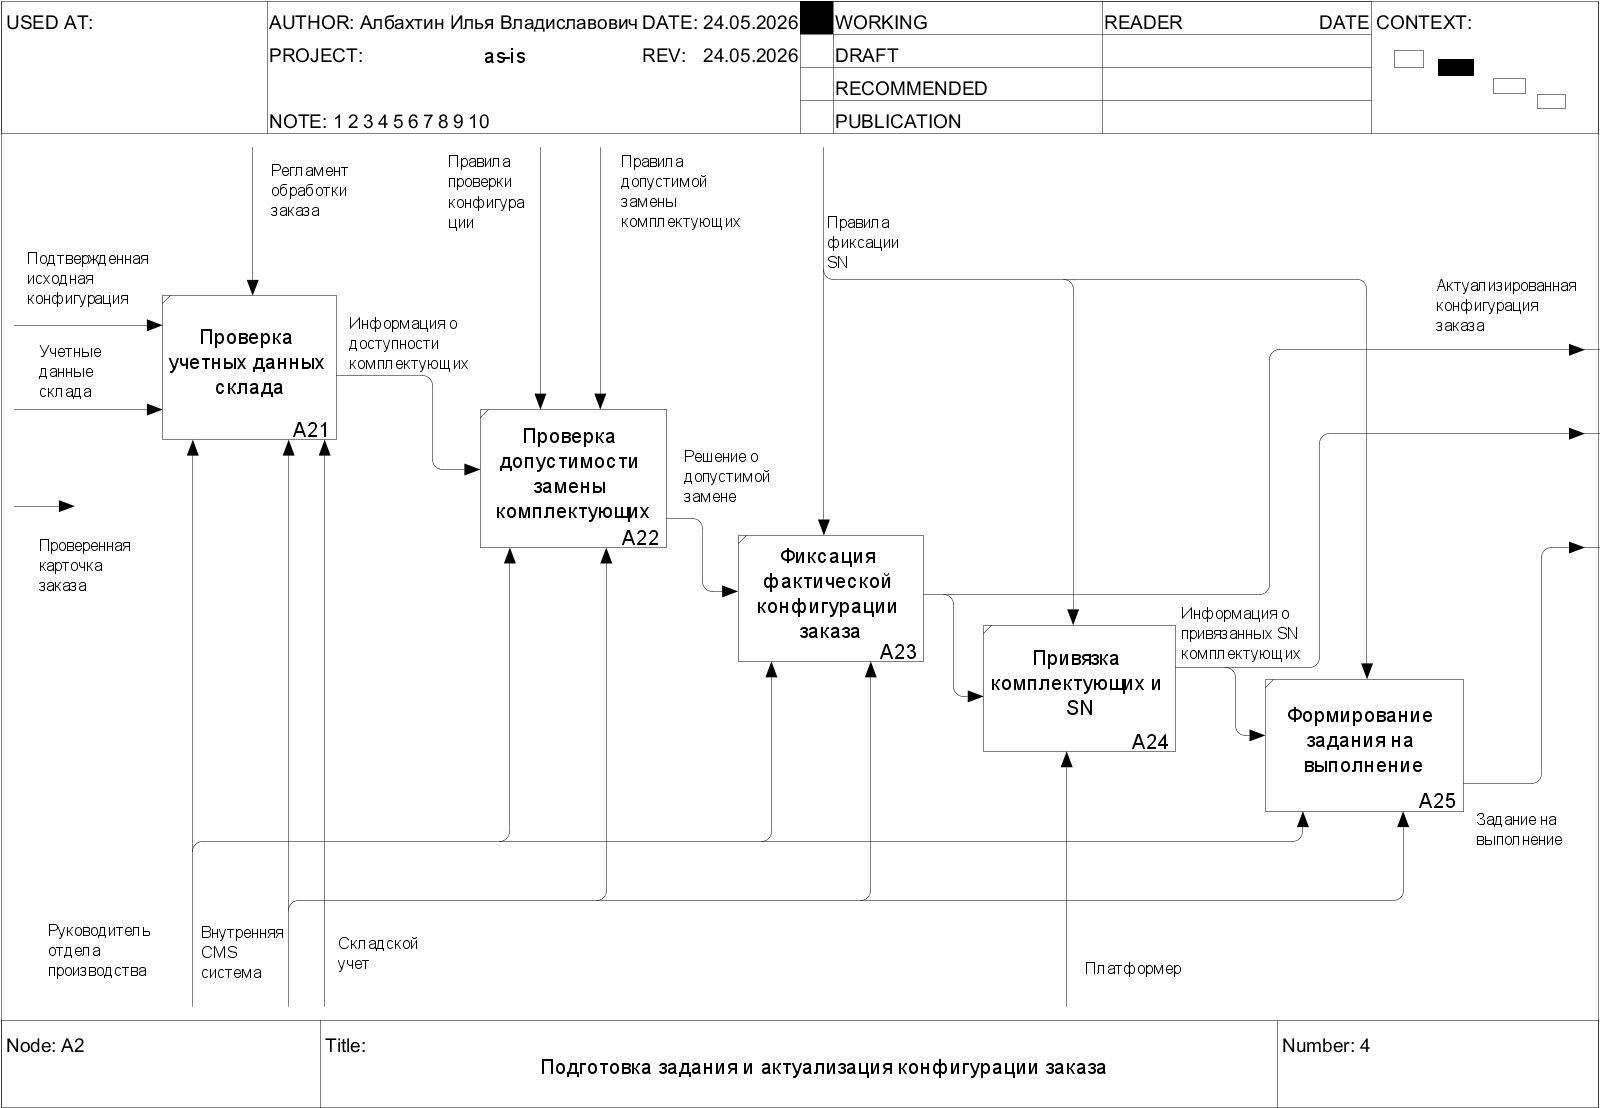 USED AT:
AUTHOR: Албахтин Илья Владиславович
DATE: 24.05.2026
PROJECT:
as-is
REV: 24.05.2026
NOTE: 1 2 3 4 5 6 7 8 9 10
WORKING
DRAFT
RECOMMENDED
PUBLICATION
READER
DATE
CONTEXT:
Регламент
обработки
заказа
Правила
проверки
конфигура
ции
Правила
допустимой
замены
комплектующих
Правила
фиксации
SN
Подтвержденная
исходная
конфигурация
Учетные
данные
склада
Проверенная
карточка
заказа
Проверка
учетных данных
склада
A21
Информация о
доступности
комплектующих
Проверка
допустимости
замены
комплектующих
A22
Решение о
допустимой
замене
Фиксация
фактической
конфигурации
заказа
A23
Актуализированная
конфигурация
заказа
Привязка
комплектующих и
SN
A24
Информация о
привязанных SN
комплектующих
Формирование
задания на
выполнение
A25
Задание на
выполнение
Руководитель
отдела
производства
Внутренняя
CMS
система
Складской
учет
Платформер
Node: A2
Title:
Подготовка задания и актуализация конфигурации заказа
Number: 4